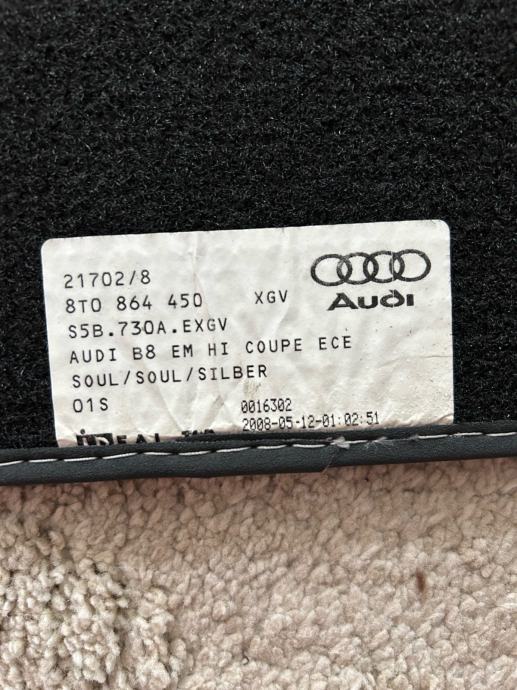 21702/8
8T0 864 450 XGV
Audi
S5B.730A.EXGV
AUDI B8 EM HI COUPE ECE
SOUL/SOUL/SILBER
01S 0016302
2008-05-12-01:02:51